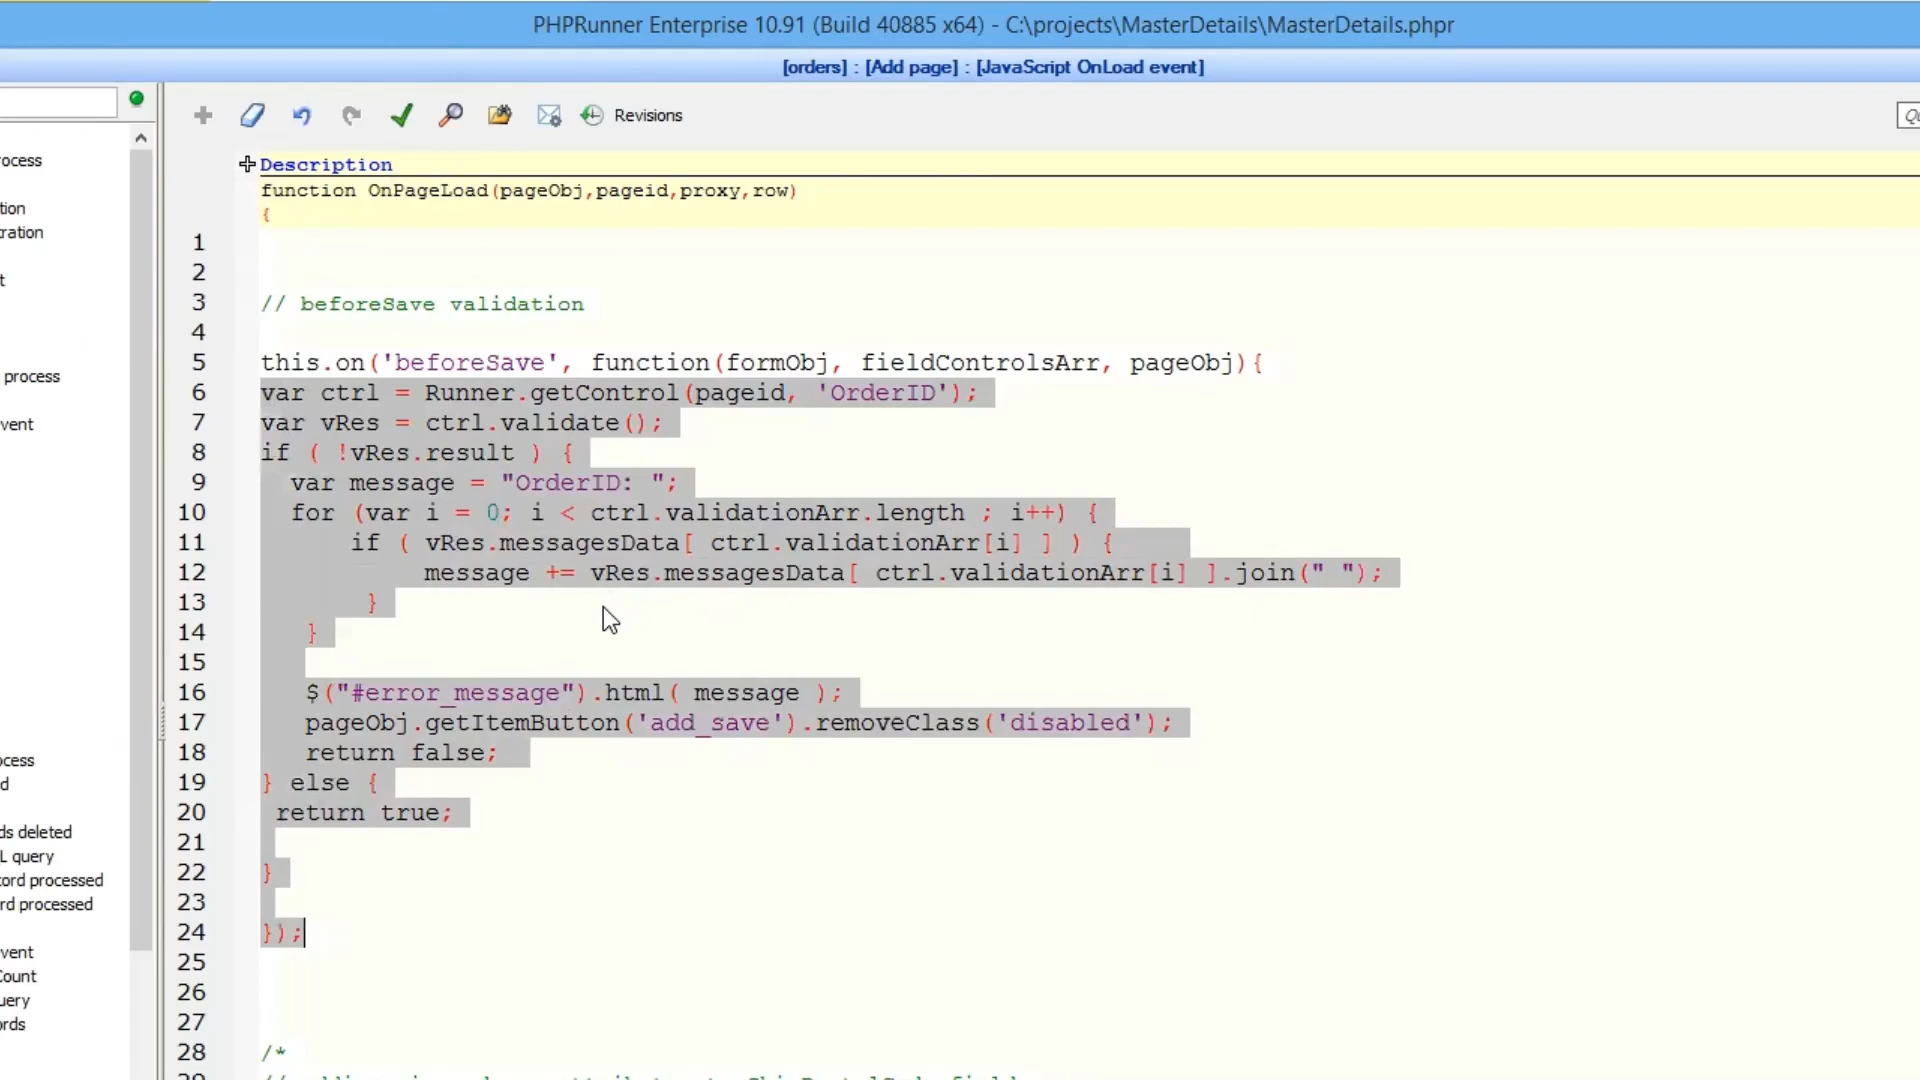 PHPRunner Enterprise 10.91 (Build 40885 x64) - C:\projects\MasterDetails\MasterDetails.phpr
[orders] : [Add page] : [JavaScript OnLoad event]
Revisions
Description
function OnPageLoad(pageObj,pageid,proxy,row)
{
1
2
3 // beforeSave validation
4
5 this.on('beforeSave', function(formObj, fieldControlsArr, pageObj){
6 var ctrl = Runner.getControl(pageid, 'OrderID');
7 var vRes = ctrl.validate();
8 if ( !vRes.result ) {
9 var message = "OrderID: ";
10 for (var i = 0; i < ctrl.validationArr.length ; i++) {
11 if ( vRes.messagesData[ ctrl.validationArr[i] ] ) {
12 message += vRes.messagesData[ ctrl.validationArr[i] ].join(" ");
13 }
14 }
15
16 $("#error_message").html( message );
17 pageObj.getItemButton('add_save').removeClass('disabled');
18 return false;
19 } else {
20 return true;
21
22 }
23
24 });
25
26
27
28 /*
ocess
tion
ration
t
process
vent
ocess
d
ds deleted
L query
ord processed
rd processed
vent
Count
uery
ords